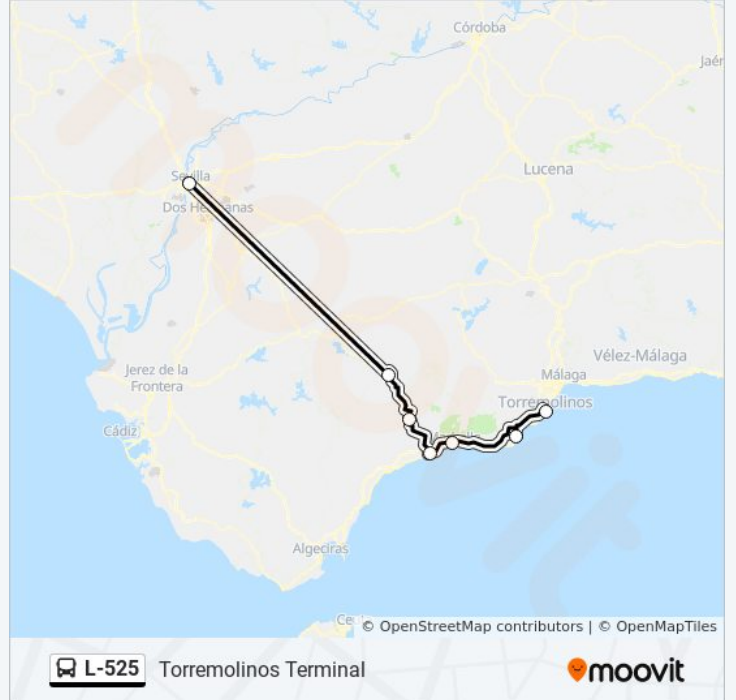 Córdoba
Jaén
Sevilla
Lucena
Dos Hermanas
Vélez-Málaga
Jerez de la
Frontera
Málaga
Torremolinos
Cádiz
Algeciras
© OpenStreetMap contributors | © OpenMapTiles
L-525 Torremolinos Terminal
moovit